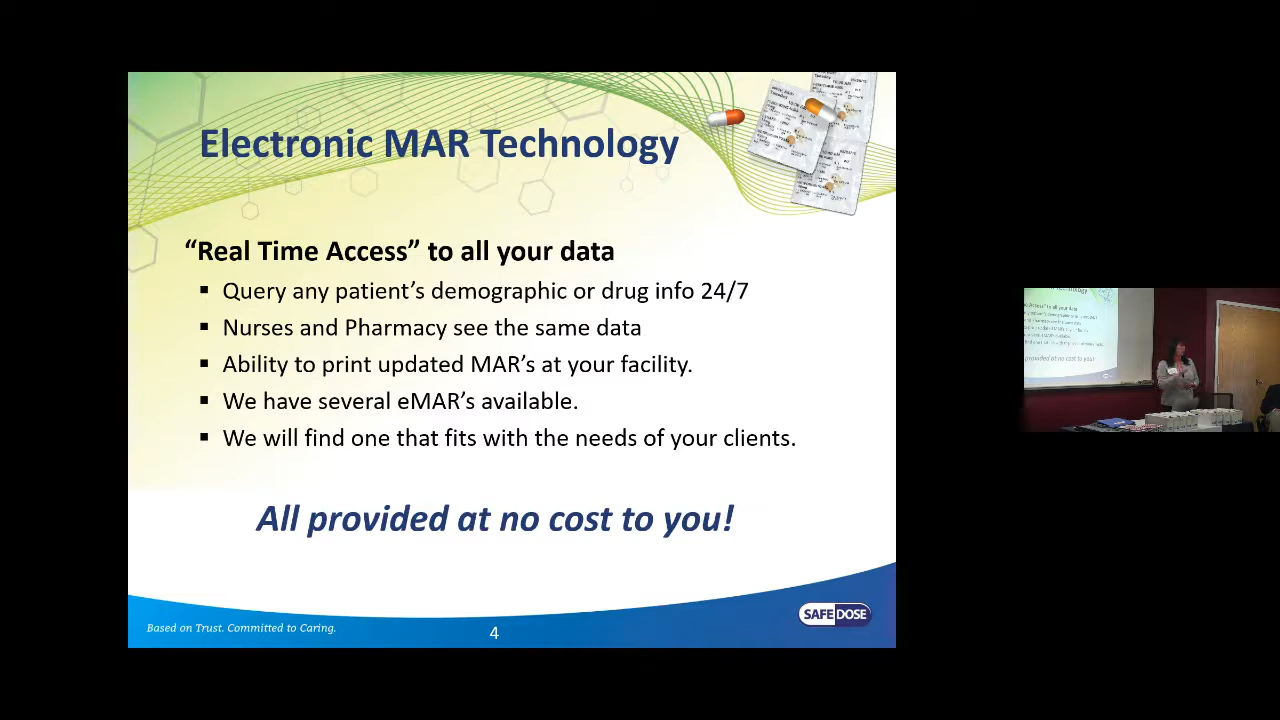 Electronic MAR Technology
“Real Time Access” to all your data
▪ Query any patient’s demographic or drug info 24/7
▪ Nurses and Pharmacy see the same data
▪ Ability to print updated MAR’s at your facility.
▪ We have several eMAR’s available.
▪ We will find one that fits with the needs of your clients.
All provided at no cost to you!
Based on Trust. Committed to Caring.
4
SAFEDOSE